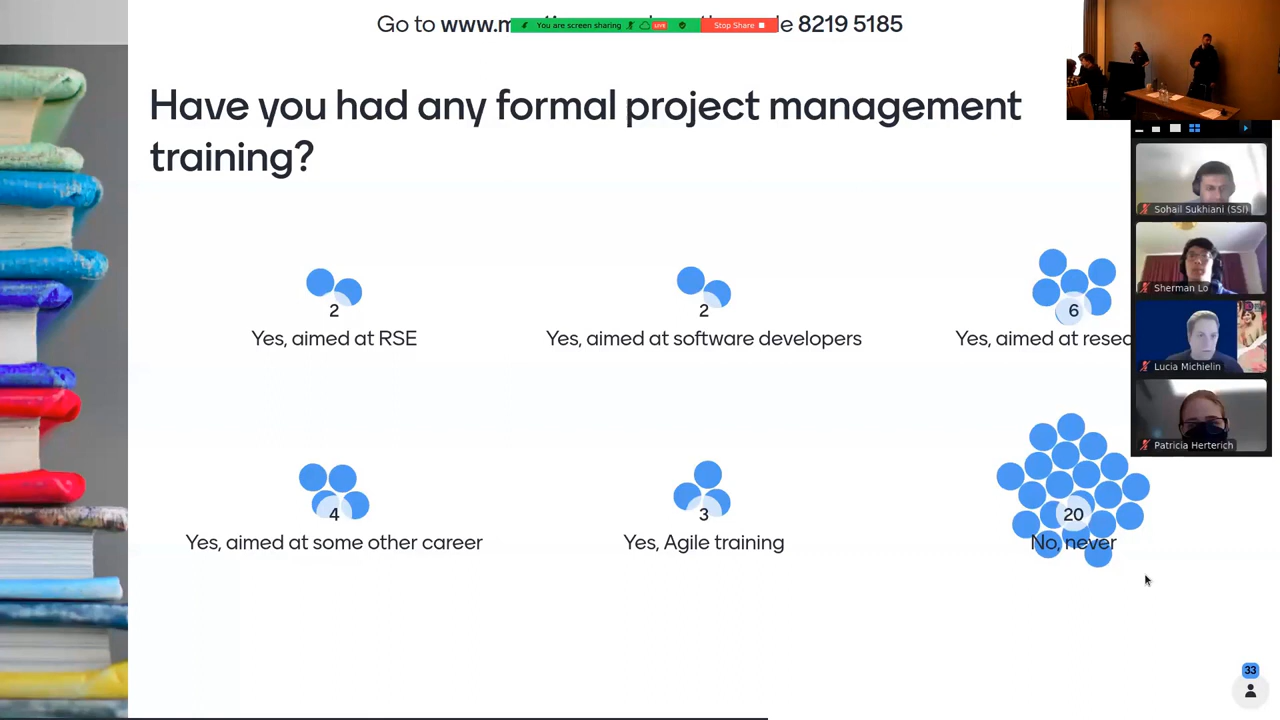 Go to www.m
You are screen sharing
LIVE
Stop Share
e 8219 5185
Have you had any formal project management
training?
2
Yes, aimed at RSE
2
Yes, aimed at software developers
6
Yes, aimed at resea
4
Yes, aimed at some other career
3
Yes, Agile training
20
No, never
Sohail Sukhiani (SSI)
Sherman Lo
Lucia Michielin
Patricia Herterich
33